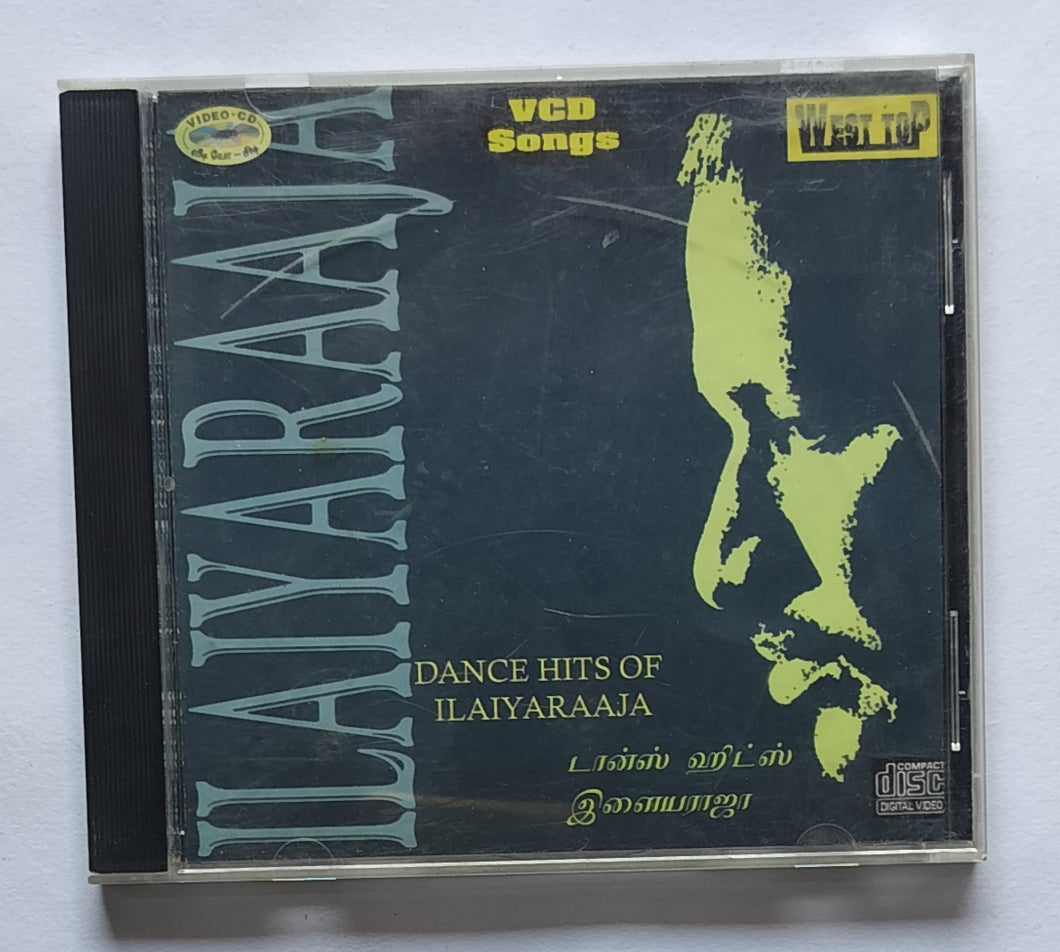 VIDEO-CD
வீடியோ - சிடி
VCD
Songs
WEST TOP
ILAIYARAAJA
DANCE HITS OF
ILAIYARAAJA
டான்ஸ் ஹிட்ஸ்
இளையராஜா
COMPACT
disc
DIGITAL VIDEO